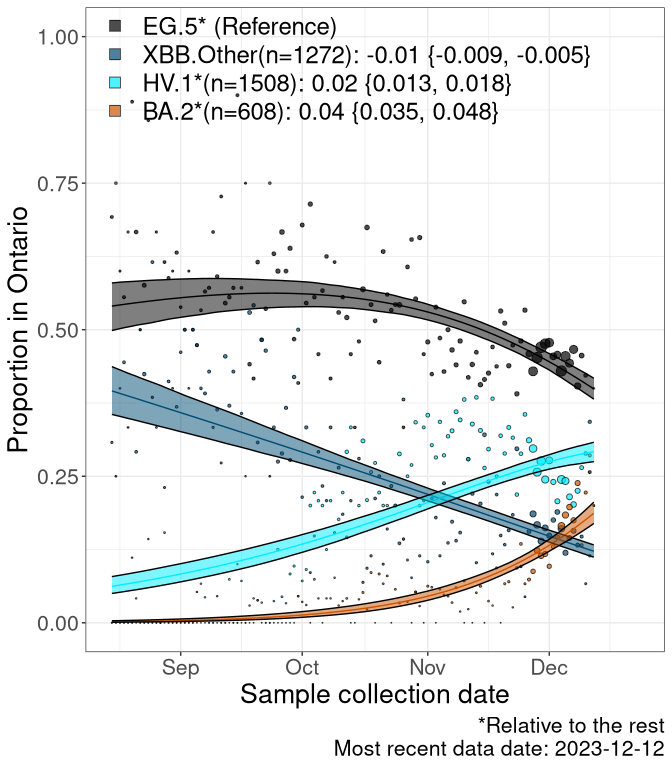 EG.5* (Reference)
XBB.Other(n=1272): -0.01 {-0.009, -0.005}
HV.1*(n=1508): 0.02 {0.013, 0.018}
BA.2*(n=608): 0.04 {0.035, 0.048}
1.00
0.75
0.50
0.25
0.00
Proportion in Ontario
Sep Oct Nov Dec
Sample collection date
*Relative to the rest
Most recent data date: 2023-12-12